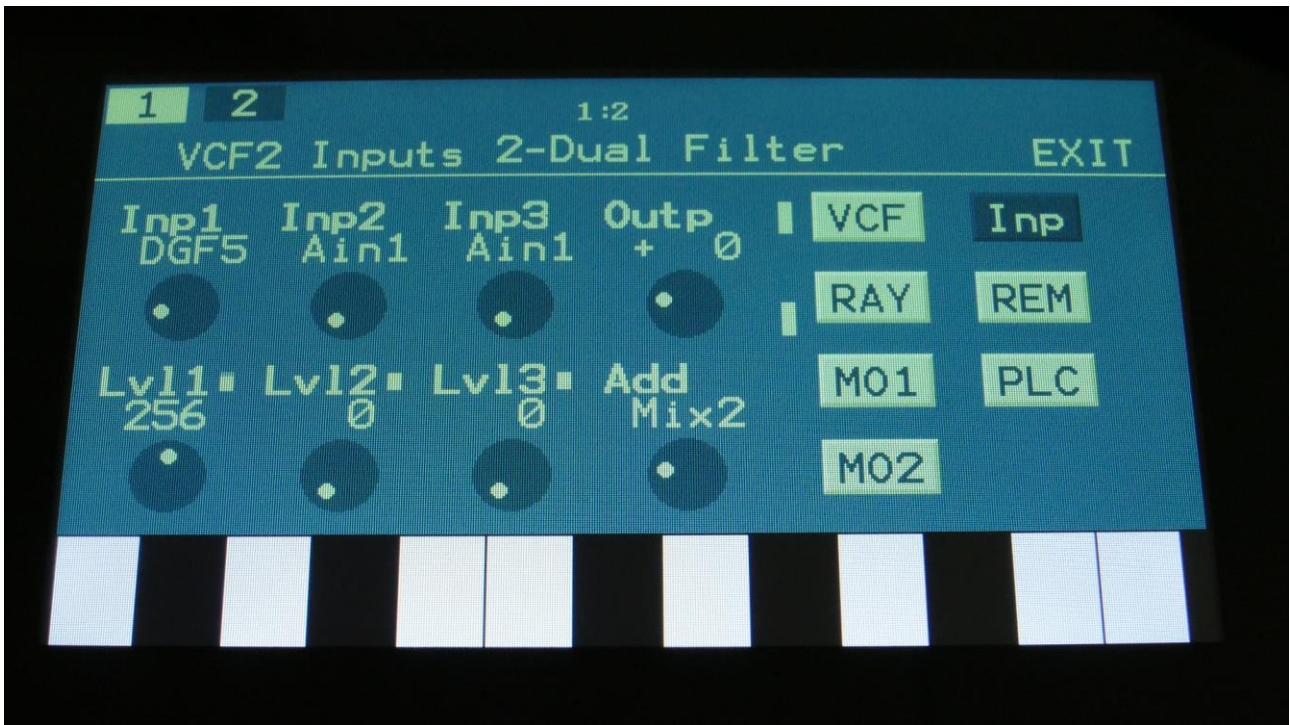 1 2 1:2
VCF2 Inputs 2-Dual Filter EXIT
Inp1 Inp2 Inp3 Outp VCF Inp
DGF5 Ain1 Ain1 + 0
RAY REM
Lvl1 Lvl2 Lvl3 Add MO1 PLC
256 0 0 Mix2
MO2